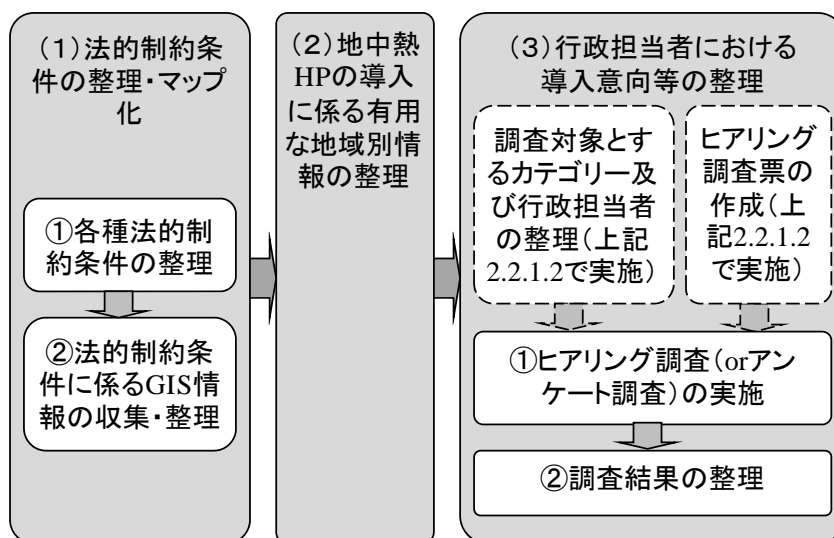 (1)法的制約条
件の整理・マップ
化
①各種法的制
約条件の整理
②法的制約条
件に係るGIS情
報の収集・整理
(2)地中熱
HPの導入
に係る有用
な地域別情
報の整理
(3)行政担当者における
導入意向等の整理
調査対象とす
るカテゴリー及
び行政担当者
の整理(上記
2.2.1.2で実施)
ヒアリング
調査票の
作成(上
記2.2.1.2
で実施)
①ヒアリング調査(orアン
ケート調査)の実施
②調査結果の整理